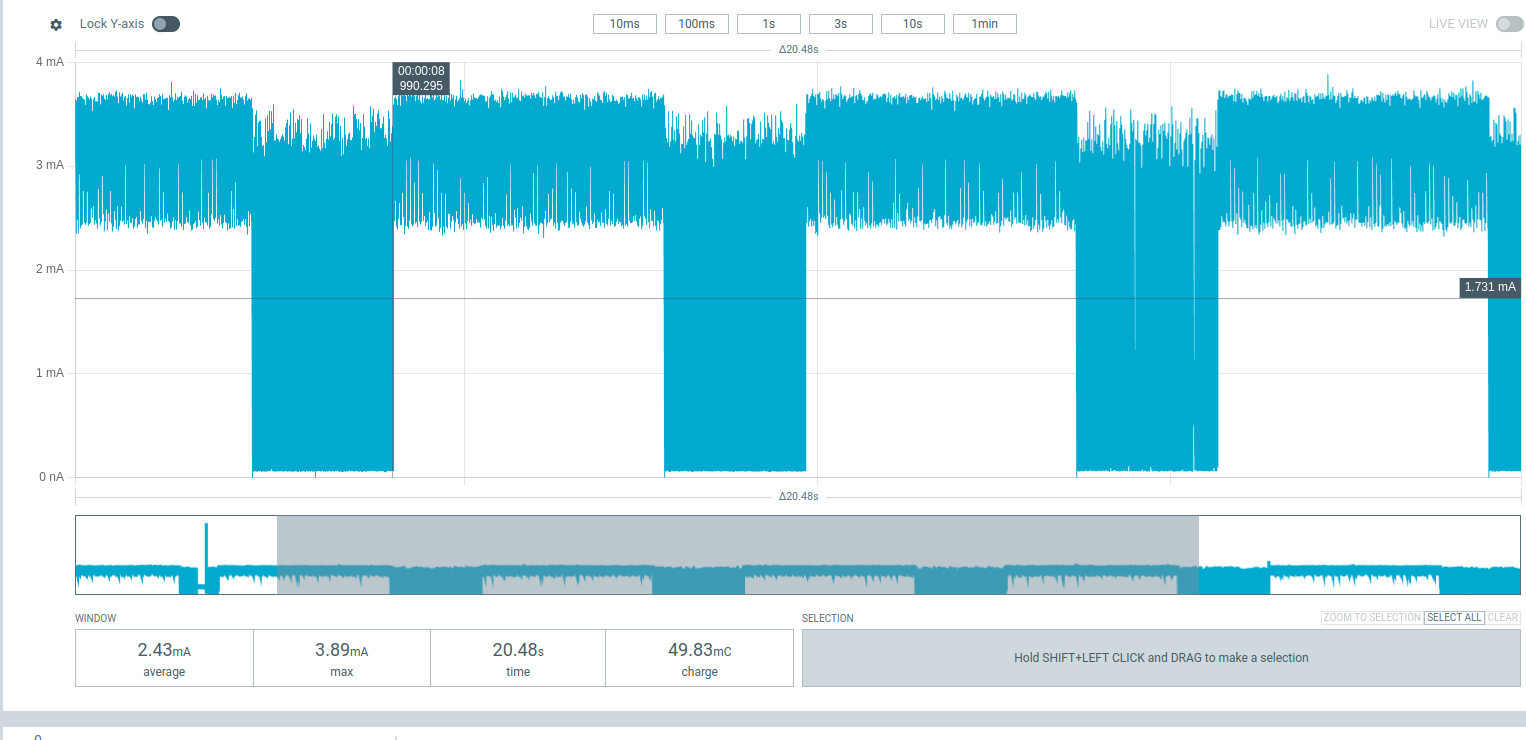 Lock Y-axis 10ms 100ms 1s 3s 10s 1min LIVE VIEW
Δ20.48s
4 mA
00:00:08
990.295
3 mA
2 mA
1.731 mA
1 mA
0 nA
Δ20.48s
WINDOW SELECTION ZOOM TO SELECTION SELECT ALL CLEAR
2.43mA 3.89mA 20.48s 49.83mC
average max time charge
Hold SHIFT+LEFT CLICK and DRAG to make a selection